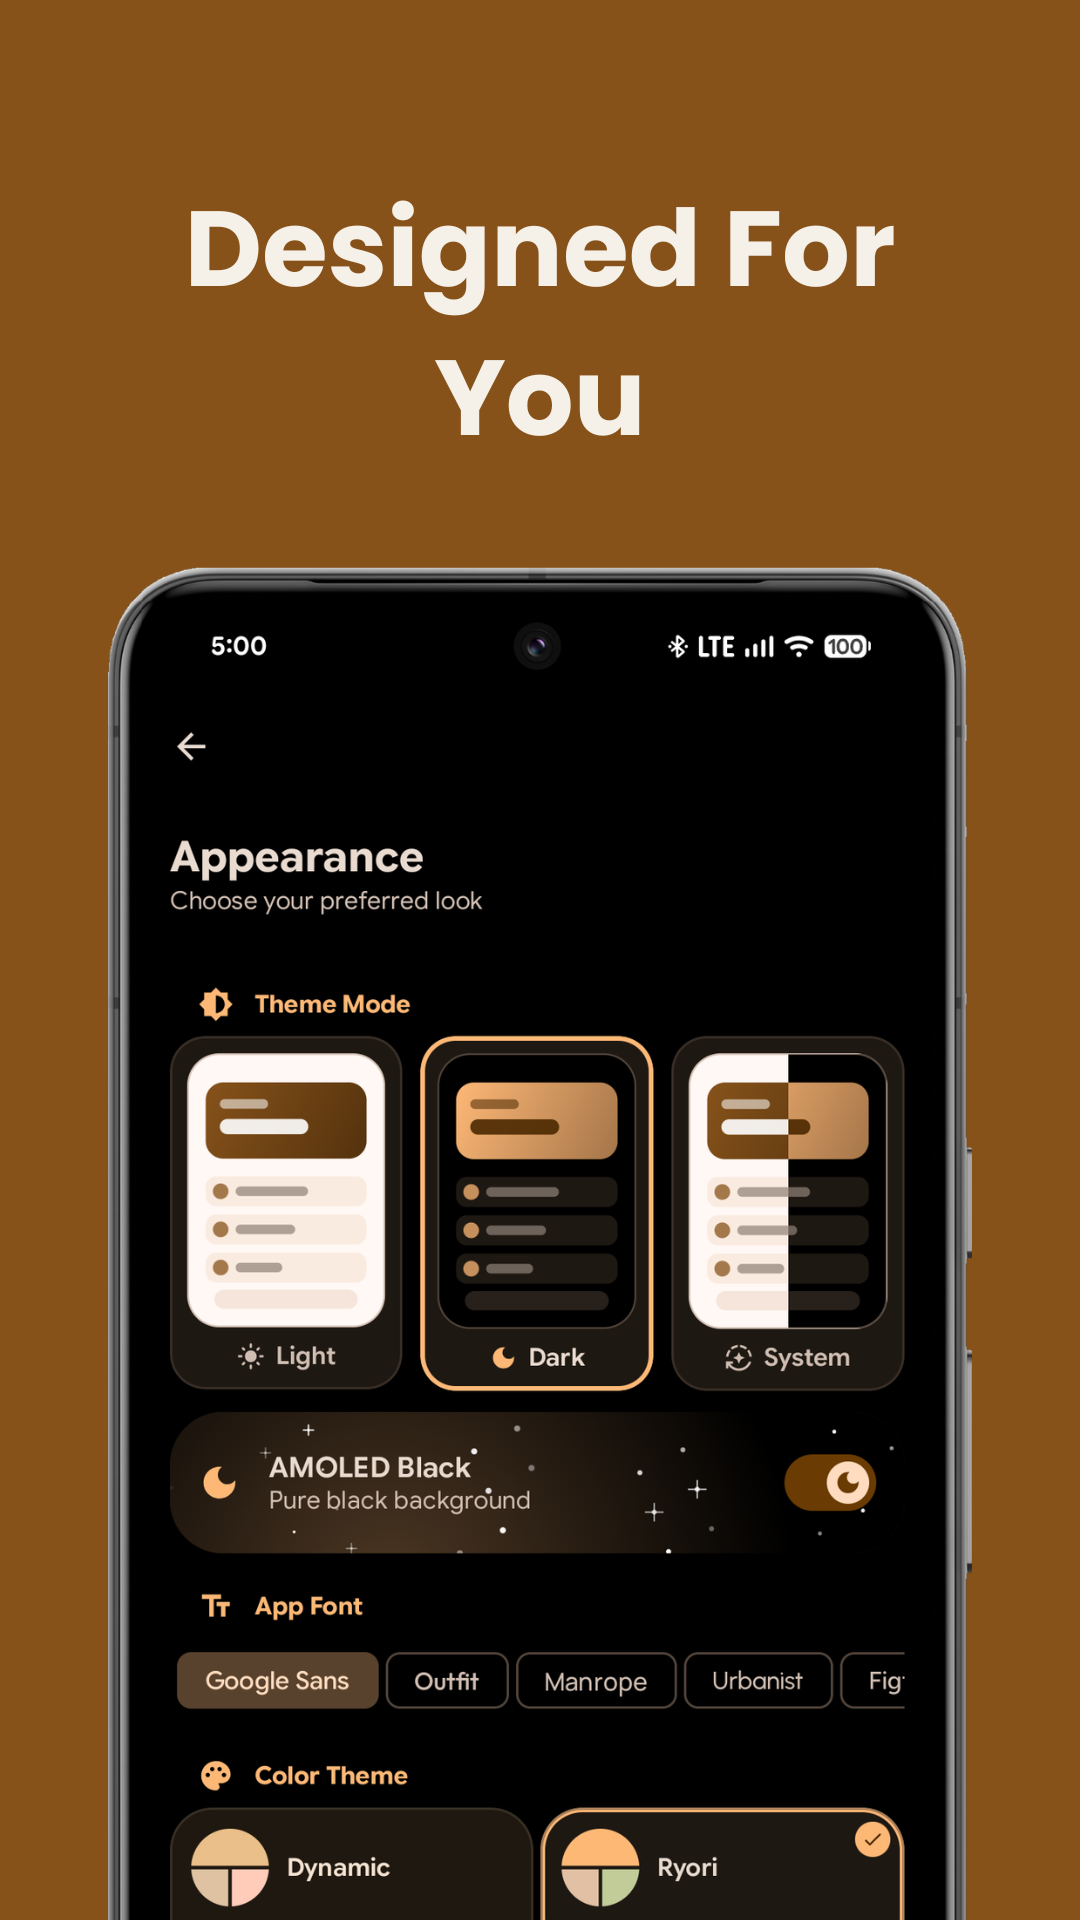 Designed For
You
5:00
LTE
100
Appearance
Choose your preferred look
Theme Mode
Light
Dark
System
AMOLED Black
Pure black background
Tт App Font
Google Sans
Outfit
Manrope
Urbanist
Color Theme
Dynamic
Ryori